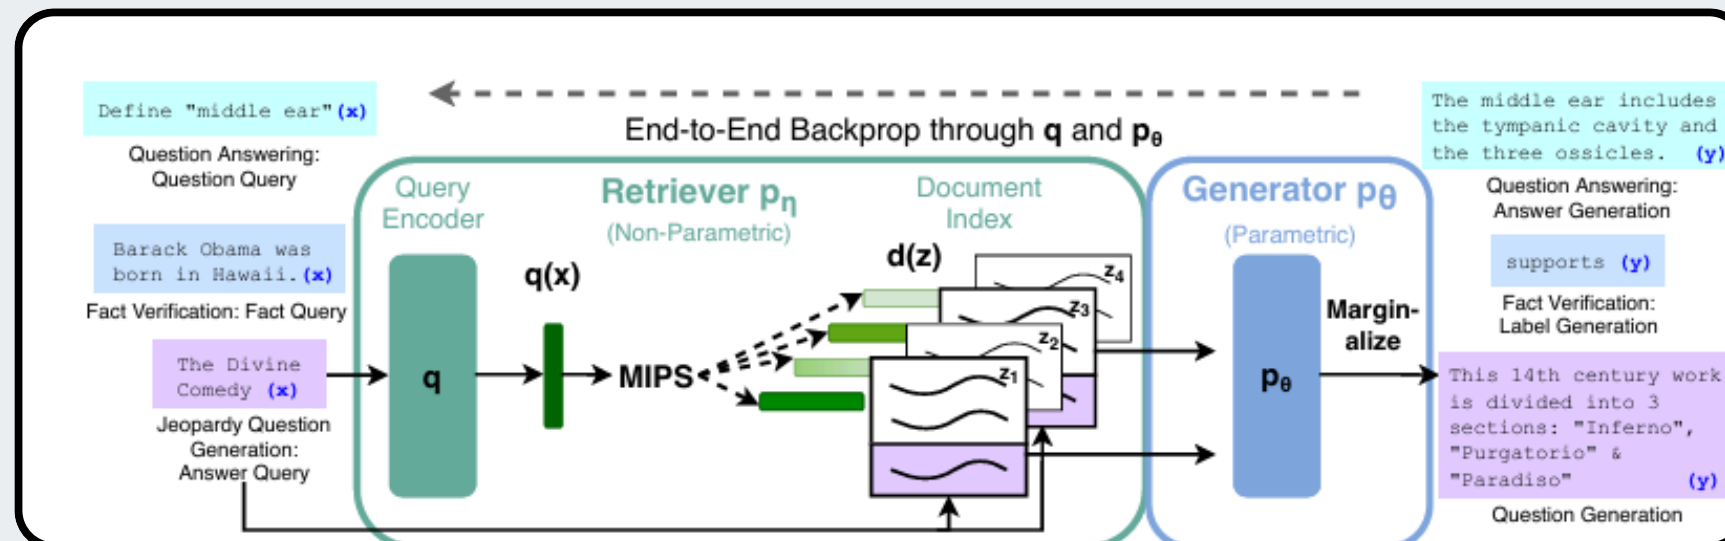 Define "middle ear" (x)
Question Answering:
Question Query
Barack Obama was
born in Hawaii. (x)
Fact Verification: Fact Query
The Divine
Comedy (x)
Jeopardy Question
Generation:
Answer Query
End-to-End Backprop through q and pθ
Query
Encoder
Retriever pη
(Non-Parametric)
Document
Index
q
q(x)
MIPS
d(z)
z4
z3
z2
z1
Generator pθ
(Parametric)
pθ
Margin-
alize
The middle ear includes
the tympanic cavity and
the three ossicles. (y)
Question Answering:
Answer Generation
supports (y)
Fact Verification:
Label Generation
This 14th century work
is divided into 3
sections: "Inferno",
"Purgatorio" &
"Paradiso" (y)
Question Generation